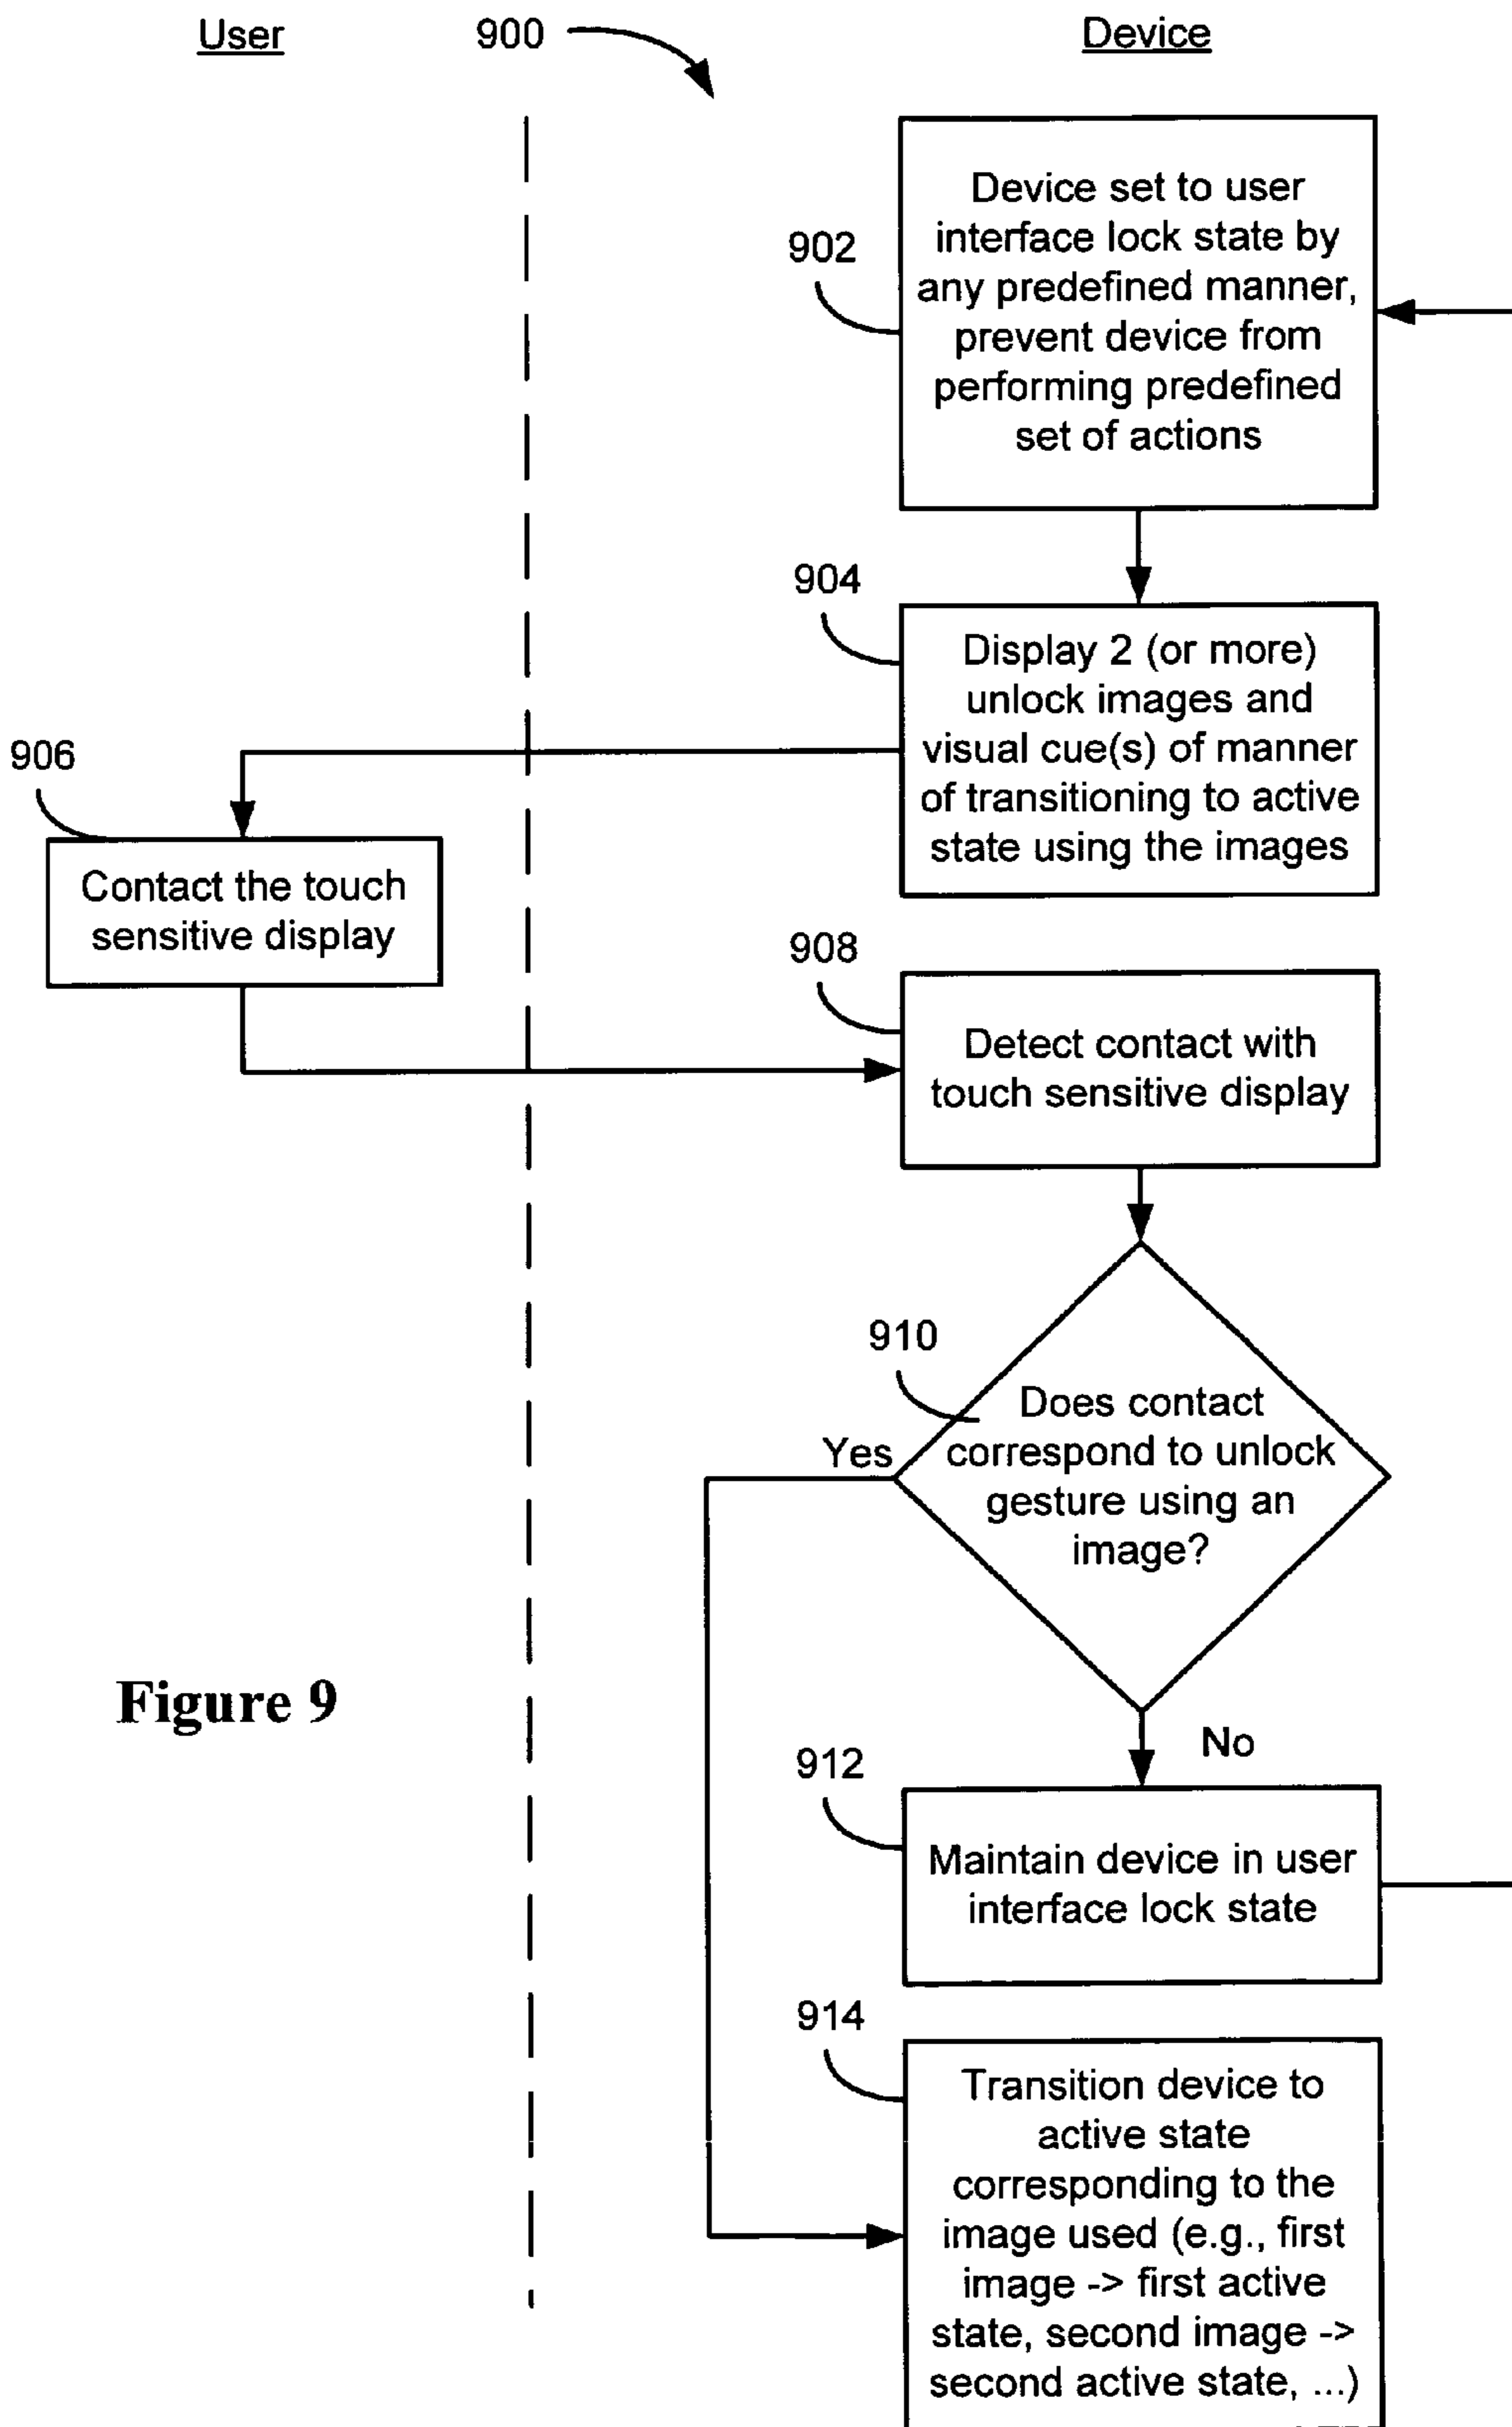 User
900
Device
902
Device set to user
interface lock state by
any predefined manner,
prevent device from
performing predefined
set of actions
904
Display 2 (or more)
unlock images and
visual cue(s) of manner
of transitioning to active
state using the images
906
Contact the touch
sensitive display
908
Detect contact with
touch sensitive display
910
Does contact
correspond to unlock
gesture using an
image?
Yes
No
Figure 9
912
Maintain device in user
interface lock state
914
Transition device to
active state
corresponding to the
image used (e.g., first
image -> first active
state, second image ->
second active state, ...)